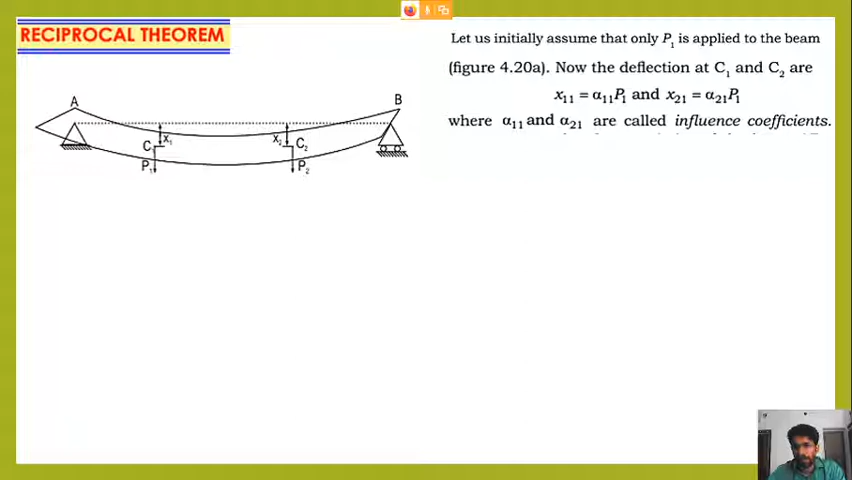 RECIPROCAL THEOREM
Let us initially assume that only P₁ is applied to the beam
(figure 4.20a). Now the deflection at C₁ and C₂ are
x₁₁ = α₁₁P₁ and x₂₁ = α₂₁P₁
where α₁₁ and α₂₁ are called influence coefficients.
A
B
C₁
x₁
x₂
C₂
P₁
P₂